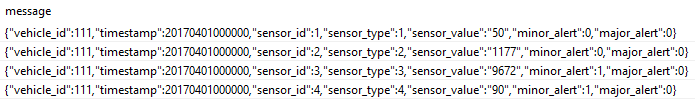 message
{"vehicle_id":111,"timestamp":20170401000000,"sensor_id":1,"sensor_type":1,"sensor_value":"50","minor_alert":0,"major_alert":0}
{"vehicle_id":111,"timestamp":20170401000000,"sensor_id":2,"sensor_type":2,"sensor_value":"1177","minor_alert":0,"major_alert":0}
{"vehicle_id":111,"timestamp":20170401000000,"sensor_id":3,"sensor_type":3,"sensor_value":"9672","minor_alert":1,"major_alert":0}
{"vehicle_id":111,"timestamp":20170401000000,"sensor_id":4,"sensor_type":4,"sensor_value":"90","minor_alert":1,"major_alert":0}